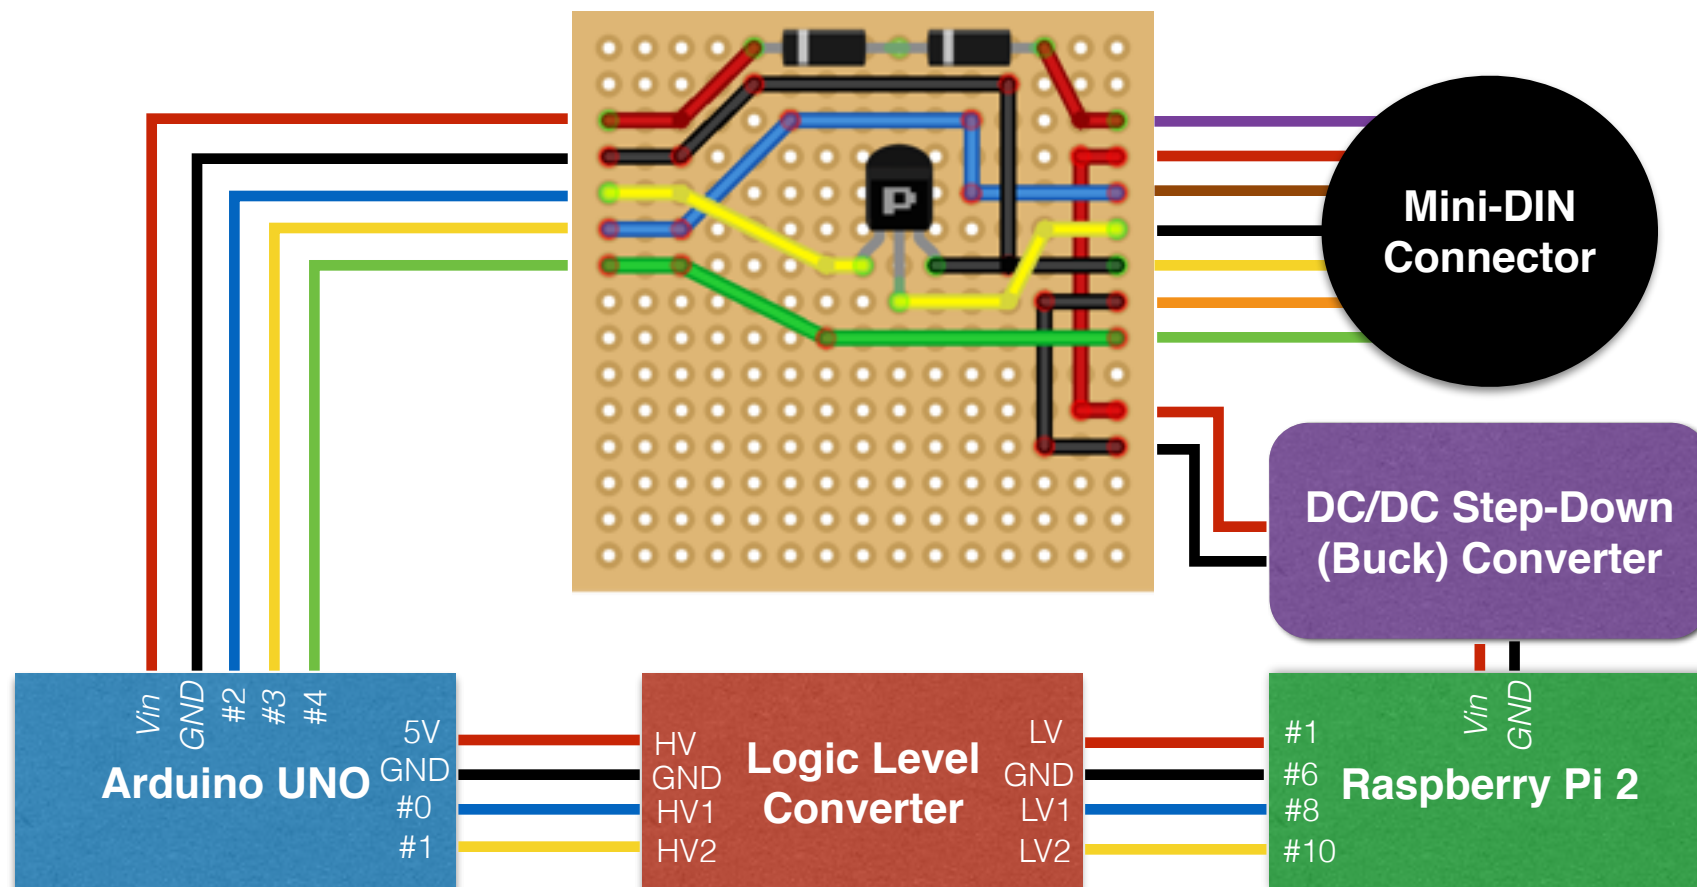 P
Mini-DIN
Connector
DC/DC Step-Down
(Buck) Converter
Vin
GND
#2
#3
#4
Arduino UNO
5V
GND
#0
#1
HV
GND
HV1
HV2
Logic Level
Converter
LV
GND
LV1
LV2
Vin
GND
#1
#6
#8
#10
Raspberry Pi 2